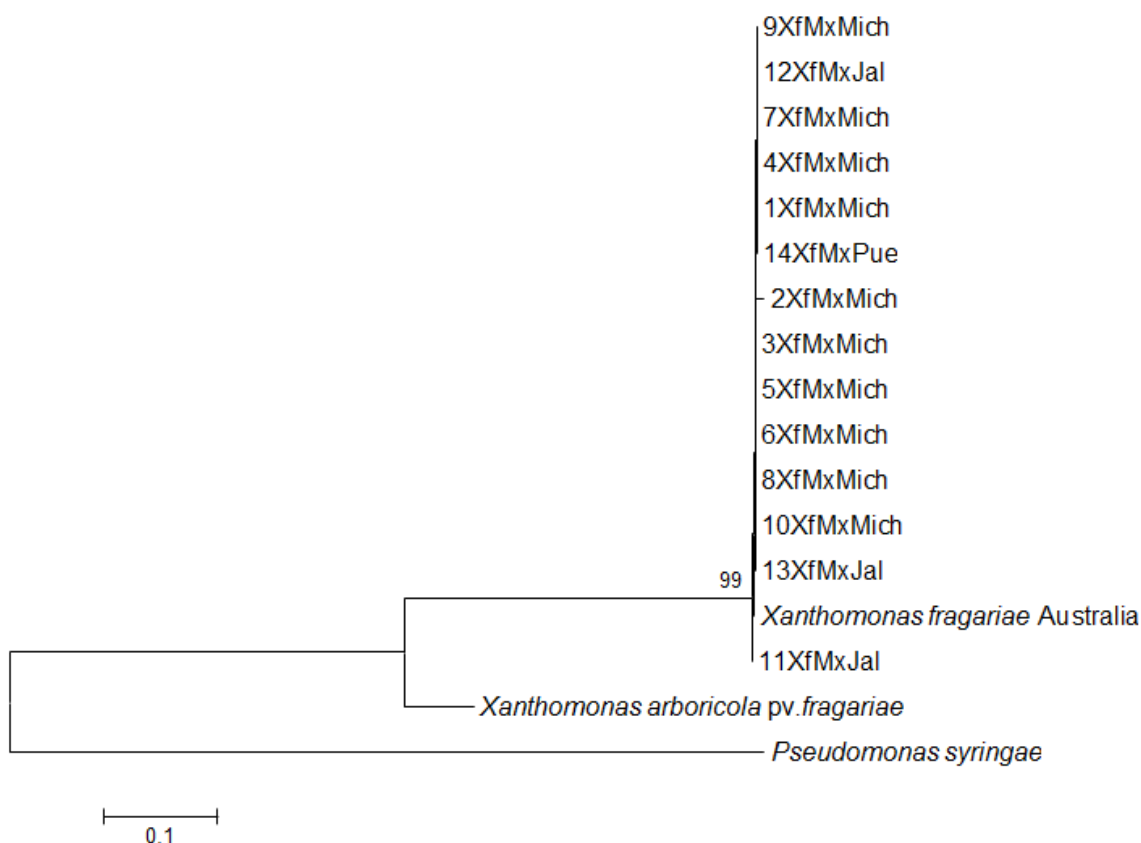 9XfMxMich
12XfMxJal
7XfMxMich
4XfMxMich
1XfMxMich
14XfMxPue
2XfMxMich
3XfMxMich
5XfMxMich
6XfMxMich
8XfMxMich
10XfMxMich
13XfMxJal
99
Xanthomonas fragariae Australia
11XfMxJal
Xanthomonas arboricola pv.fragariae
Pseudomonas syringae
0.1